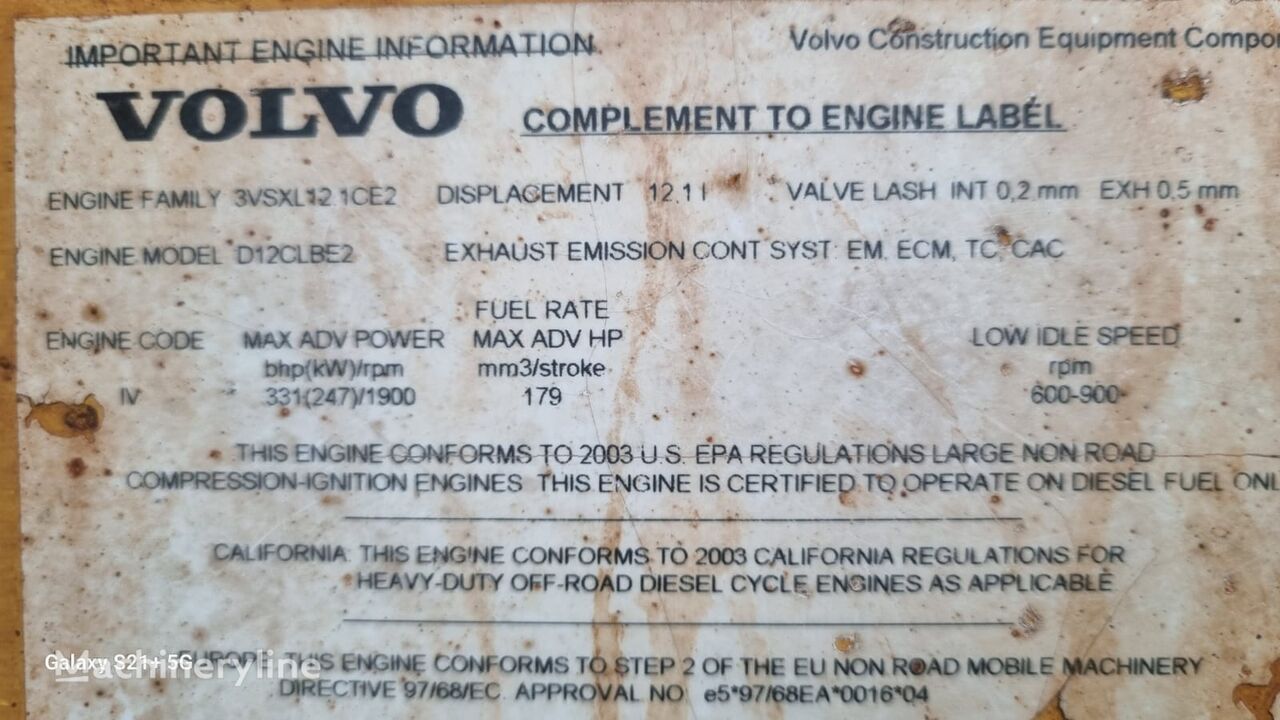 IMPORTANT ENGINE INFORMATION
Volvo Construction Equipment Compo
VOLVO COMPLEMENT TO ENGINE LABEL
ENGINE FAMILY 3VSXL12.1CE2 DISPLACEMENT 12.1 l VALVE LASH INT 0,2 mm EXH 0,5 mm
ENGINE MODEL D12CLBE2 EXHAUST EMISSION CONT SYST: EM, ECM, TC, CAC
FUEL RATE
ENGINE CODE MAX ADV POWER MAX ADV HP LOW IDLE SPEED
bhp(kW)/rpm mm3/stroke rpm
IV 331(247)/1900 179 600-900
THIS ENGINE CONFORMS TO 2003 U.S. EPA REGULATIONS LARGE NON ROAD
COMPRESSION-IGNITION ENGINES THIS ENGINE IS CERTIFIED TO OPERATE ON DIESEL FUEL ONL
CALIFORNIA: THIS ENGINE CONFORMS TO 2003 CALIFORNIA REGULATIONS FOR
HEAVY-DUTY OFF-ROAD DIESEL CYCLE ENGINES AS APPLICABLE
Galaxy S21+ 5G
Machineryline
THIS ENGINE CONFORMS TO STEP 2 OF THE EU NON ROAD MOBILE MACHINERY
DIRECTIVE 97/68/EC. APPROVAL NO: e5*97/68EA*0016*04